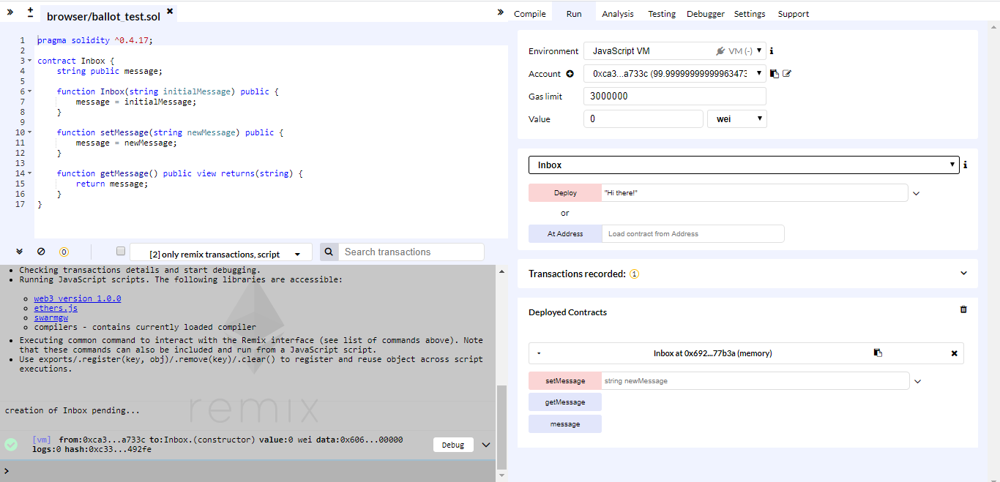 browser/ballot_test.sol
1 pragma solidity ^0.4.17;
2
3 contract Inbox {
4 string public message;
5
6 function Inbox(string initialMessage) public {
7 message = initialMessage;
8 }
9
10 function setMessage(string newMessage) public {
11 message = newMessage;
12 }
13
14 function getMessage() public view returns(string) {
15 return message;
16 }
17 }
0
[2] only remix transactions, script
Search transactions
Checking transactions details and start debugging.
Running JavaScript scripts. The following libraries are accessible:
web3 version 1.0.0
ethers.js
swarmgw
compilers - contains currently loaded compiler
Executing common command to interact with the Remix interface (see list of commands above). Note
that these commands can also be included and run from a JavaScript script.
Use exports/.register(key, obj)/.remove(key)/.clear() to register and reuse object across script
executions.
remix
creation of Inbox pending...
[vm] from:0xca3...a733c to:Inbox.(constructor) value:0 wei data:0x606...00000
logs:0 hash:0xc33...492fe
Debug
>
Compile Run Analysis Testing Debugger Settings Support
Environment JavaScript VM VM (-)
Account 0xca3...a733c (99.99999999999963473
Gas limit 3000000
Value 0 wei
Inbox
Deploy "Hi there!"
or
At Address Load contract from Address
Transactions recorded: 1
Deployed Contracts
Inbox at 0x692...77b3a (memory)
setMessage string newMessage
getMessage
message